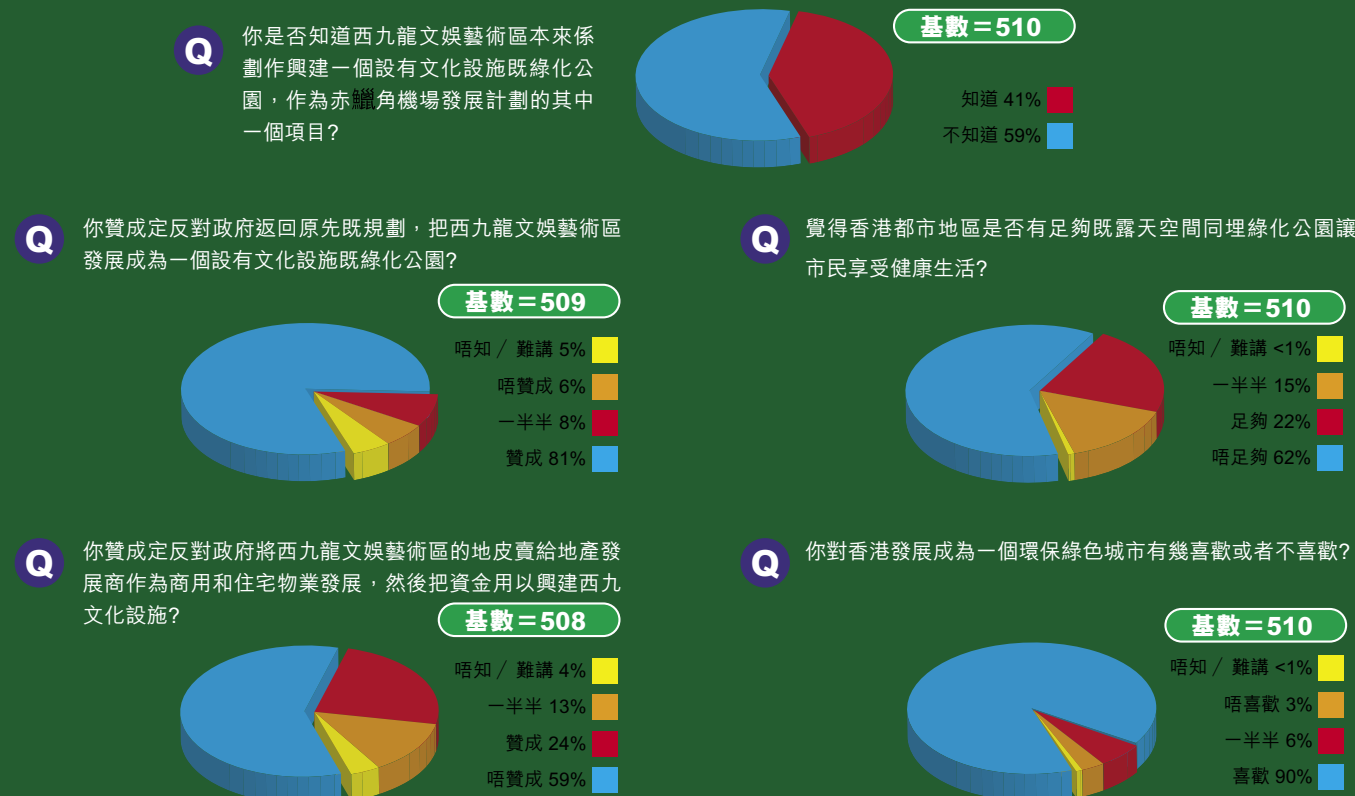 Q
你是否知道西九龍文娛藝術區本來係
劃作興建一個設有文化設施既綠化公
園，作為赤鱲角機場發展計劃的其中
一個項目?
基數＝510
知道 41%
不知道 59%
Q
你贊成定反對政府返回原先既規劃，把西九龍文娛藝術區
發展成為一個設有文化設施既綠化公園?
基數＝509
唔知 ╱ 難講 5%
唔贊成 6%
一半半 8%
贊成 81%
Q
覺得香港都市地區是否有足夠既露天空間同埋綠化公園讓
市民享受健康生活?
基數＝510
唔知 ╱ 難講 <1%
一半半 15%
足夠 22%
唔足夠 62%
Q
你贊成定反對政府將西九龍文娛藝術區的地皮賣給地產發
展商作為商用和住宅物業發展，然後把資金用以興建西九
文化設施?
基數＝508
唔知 ╱ 難講 4%
一半半 13%
贊成 24%
唔贊成 59%
Q
你對香港發展成為一個環保綠色城市有幾喜歡或者不喜歡?
基數＝510
唔知 ╱ 難講 <1%
唔喜歡 3%
一半半 6%
喜歡 90%